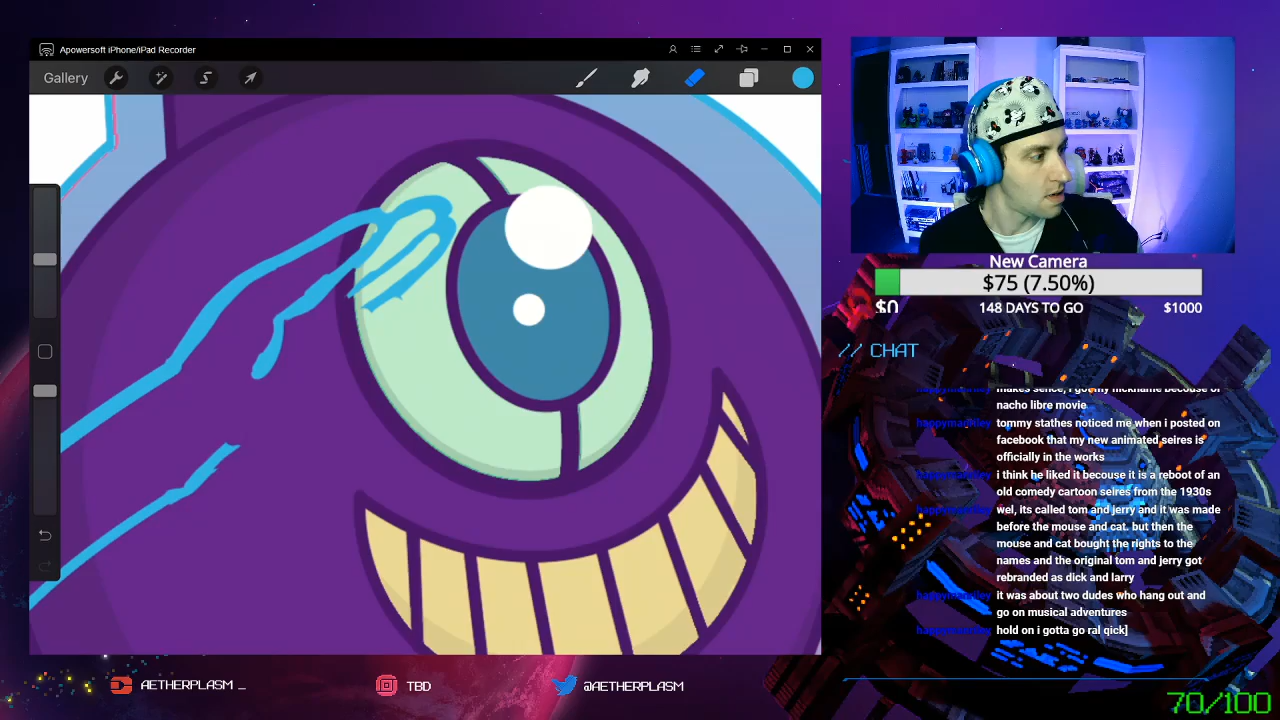 Apowersoft iPhone/iPad Recorder
Gallery
New Camera
$75 (7.50%)
$0
148 DAYS TO GO
$1000
// CHAT
nacho libre movie
tommy stathes noticed me when i posted on
facebook that my new animated seires is
officially in the works
i think he liked it becouse it is a reboot of an
old comedy cartoon seires from the 1930s
wel, its called tom and jerry and it was made
before the mouse and cat. but then the
mouse and cat bought the rights to the
names and the original tom and jerry got
rebranded as dick and larry
it was about two dudes who hang out and
go on musical adventures
hold on i gotta go ral qick]
AETHERPLASM _
TBD
@AETHERPLASM
70/100